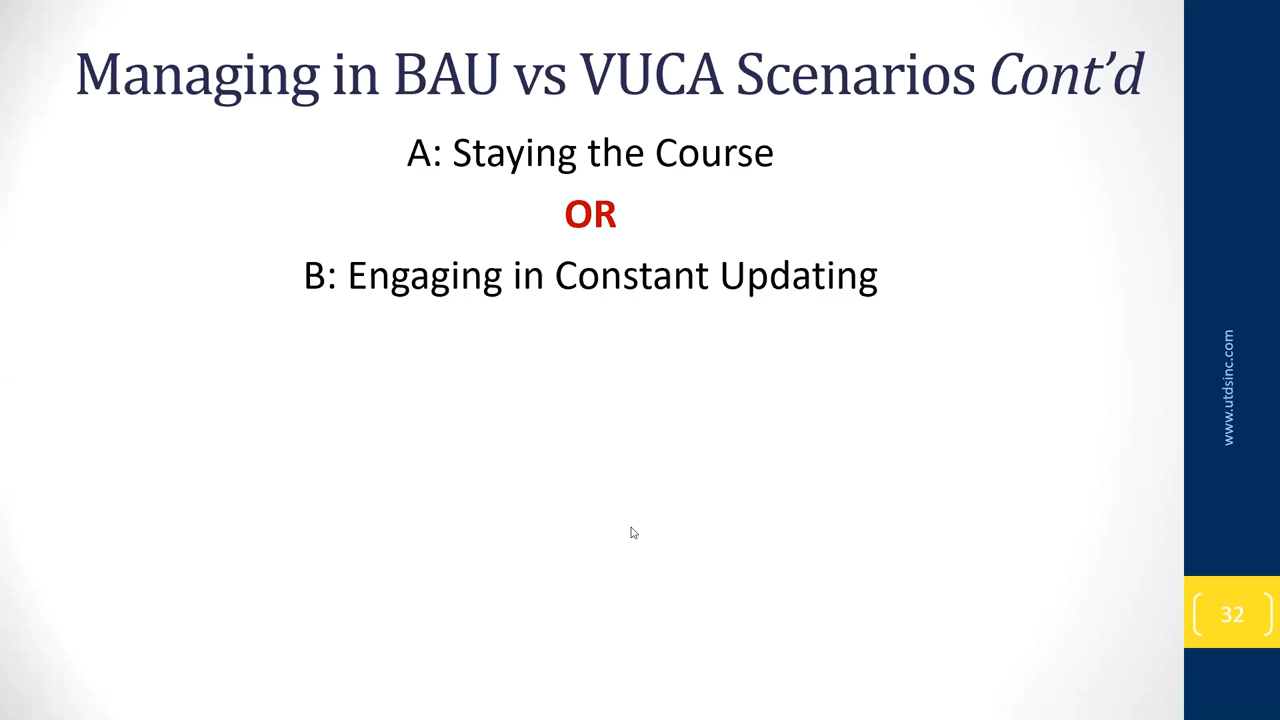 Managing in BAU vs VUCA Scenarios Cont’d
A: Staying the Course
OR
B: Engaging in Constant Updating
www.utdsinc.com
32